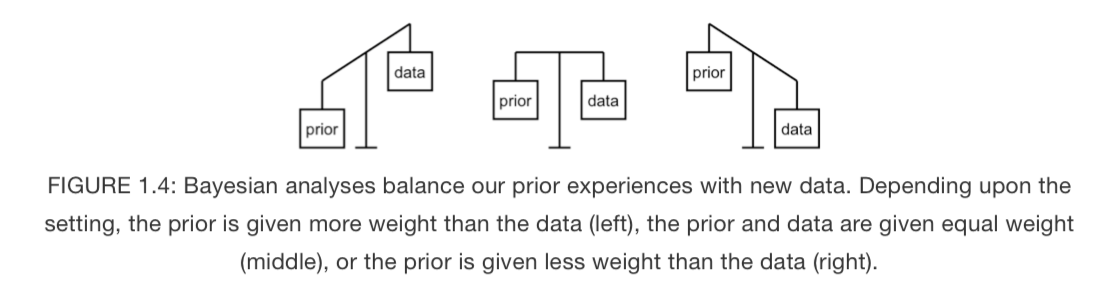 data
prior
prior
data
prior
data
FIGURE 1.4: Bayesian analyses balance our prior experiences with new data. Depending upon the
setting, the prior is given more weight than the data (left), the prior and data are given equal weight
(middle), or the prior is given less weight than the data (right).